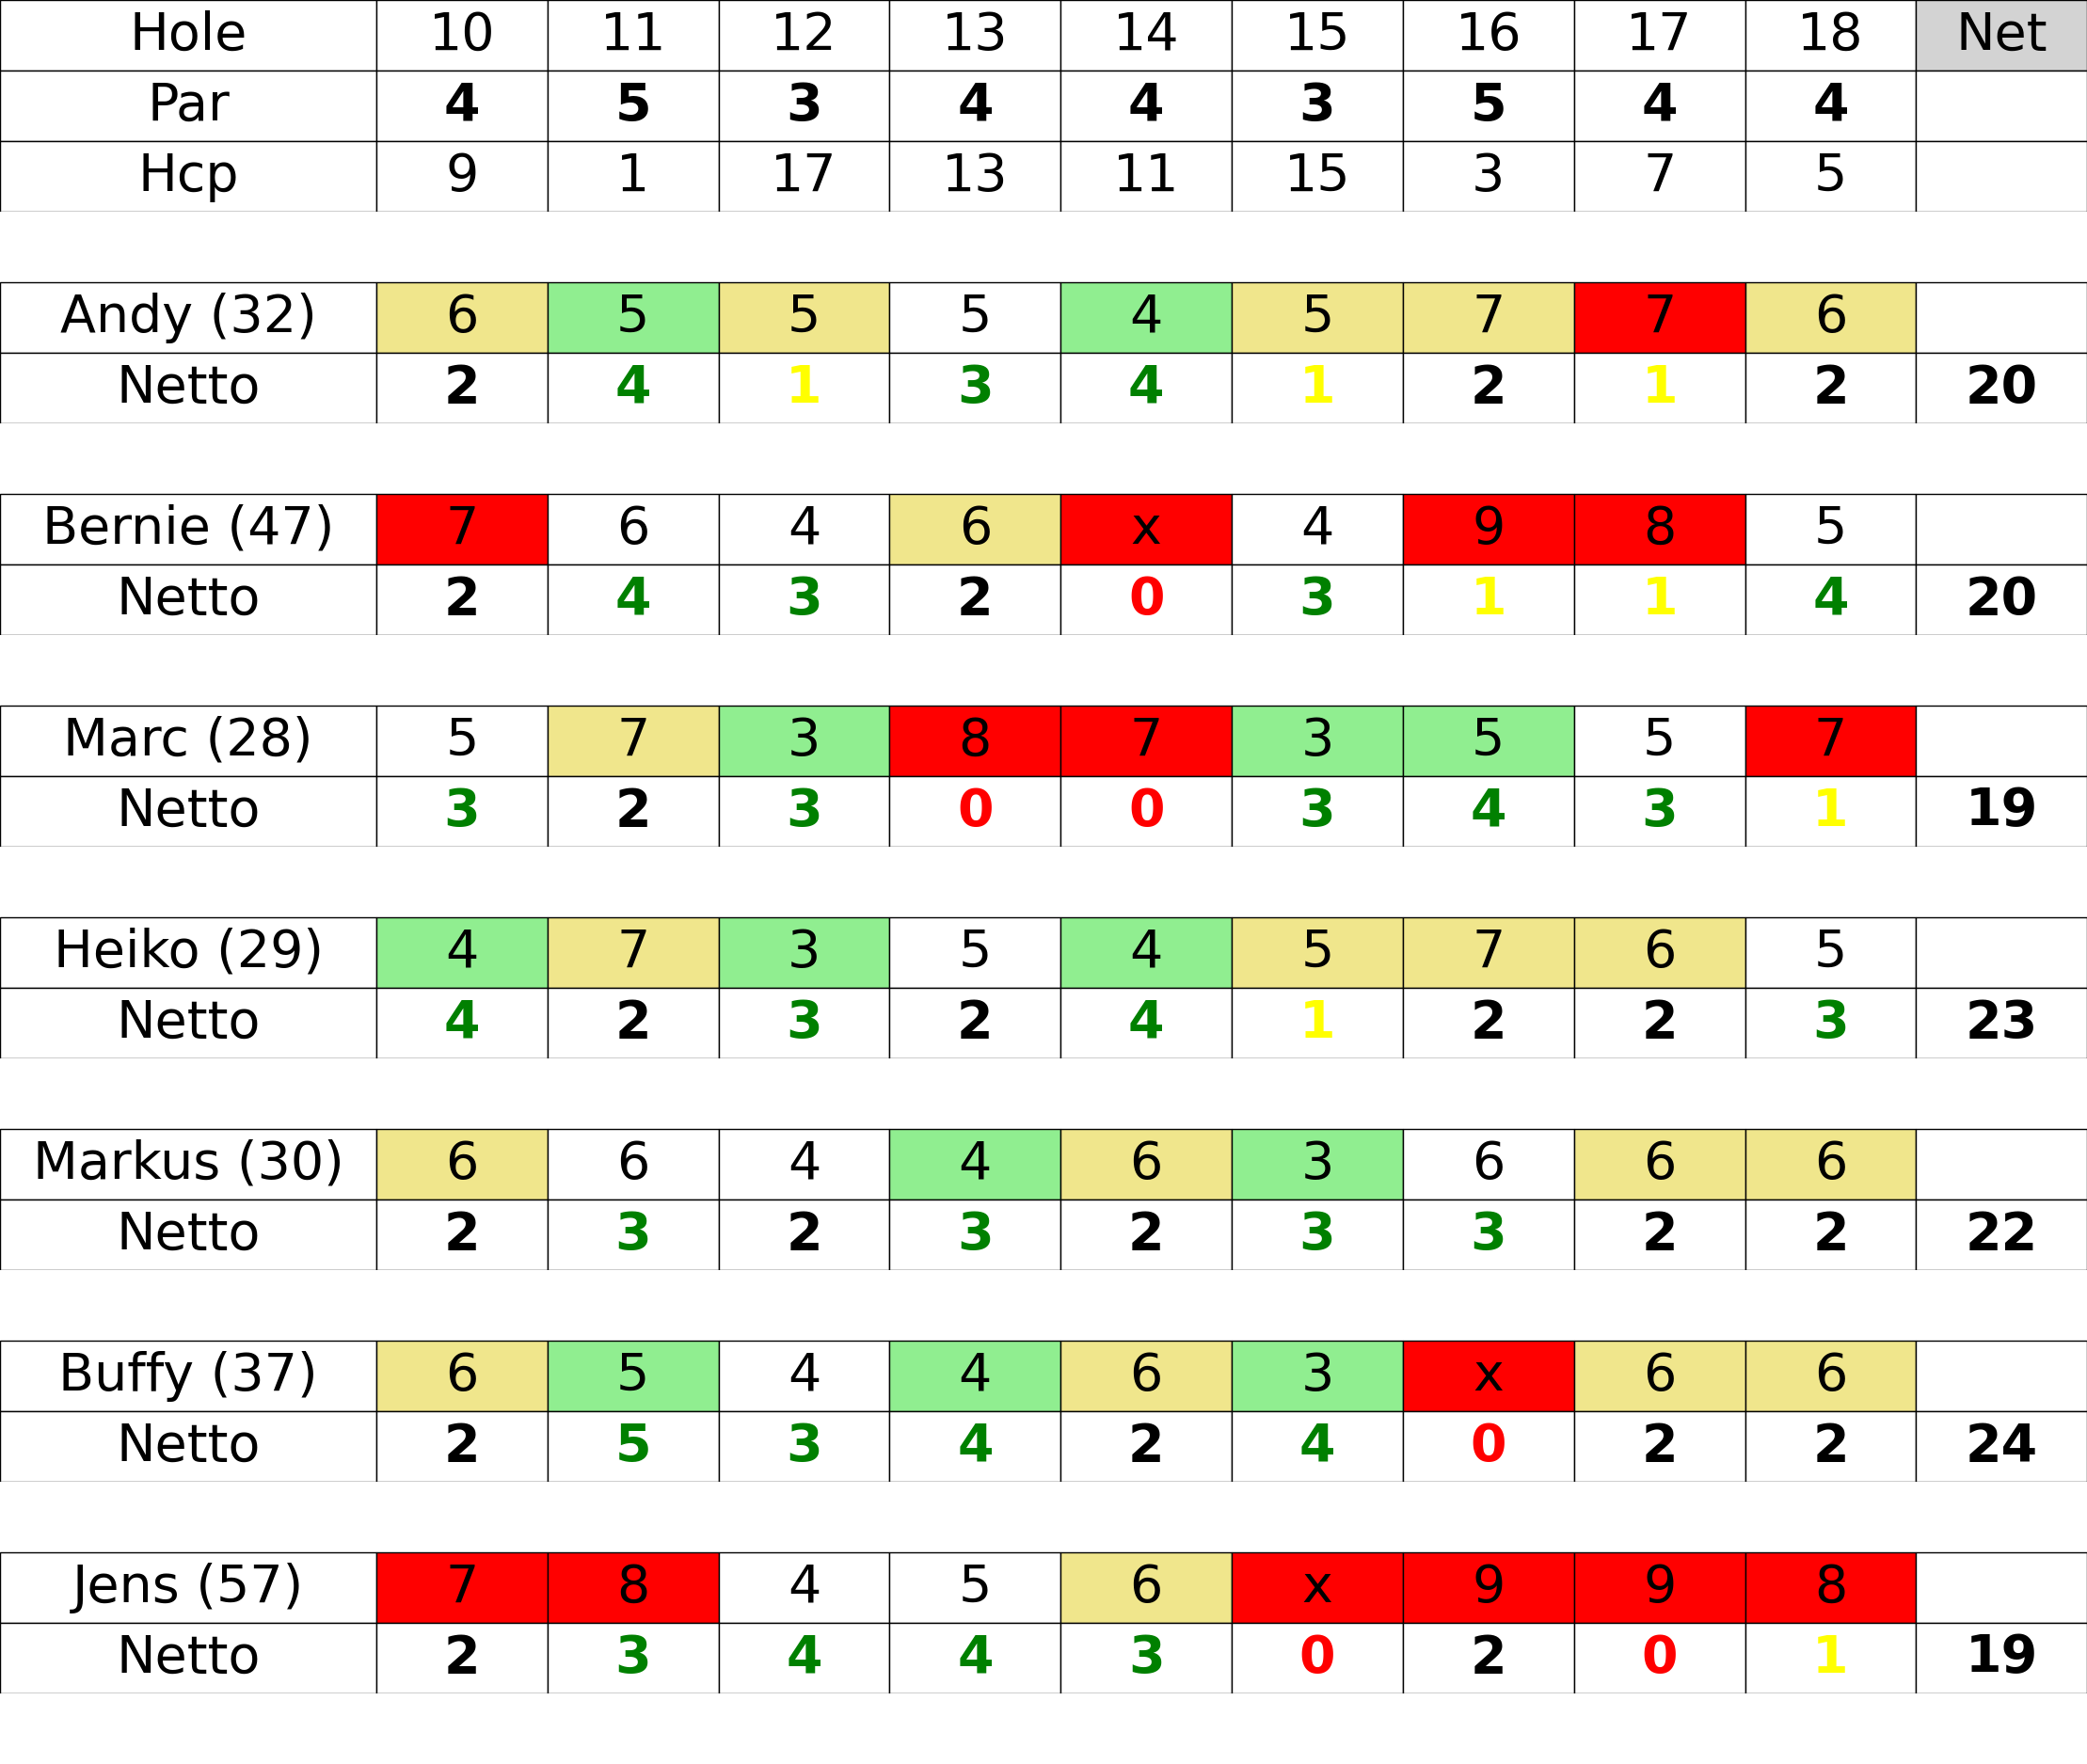 Hole 10 11 12 13 14 15 16 17 18 Net
Par 4 5 3 4 4 3 5 4 4
Hcp 9 1 17 13 11 15 3 7 5
Andy (32) 6 5 5 5 4 5 7 7 6
Netto 2 4 1 3 4 1 2 1 2 20
Bernie (47) 7 6 4 6 x 4 9 8 5
Netto 2 4 3 2 0 3 1 1 4 20
Marc (28) 5 7 3 8 7 3 5 5 7
Netto 3 2 3 0 0 3 4 3 1 19
Heiko (29) 4 7 3 5 4 5 7 6 5
Netto 4 2 3 2 4 1 2 2 3 23
Markus (30) 6 6 4 4 6 3 6 6 6
Netto 2 3 2 3 2 3 3 2 2 22
Buffy (37) 6 5 4 4 6 3 x 6 6
Netto 2 5 3 4 2 4 0 2 2 24
Jens (57) 7 8 4 5 6 x 9 9 8
Netto 2 3 4 4 3 0 2 0 1 19